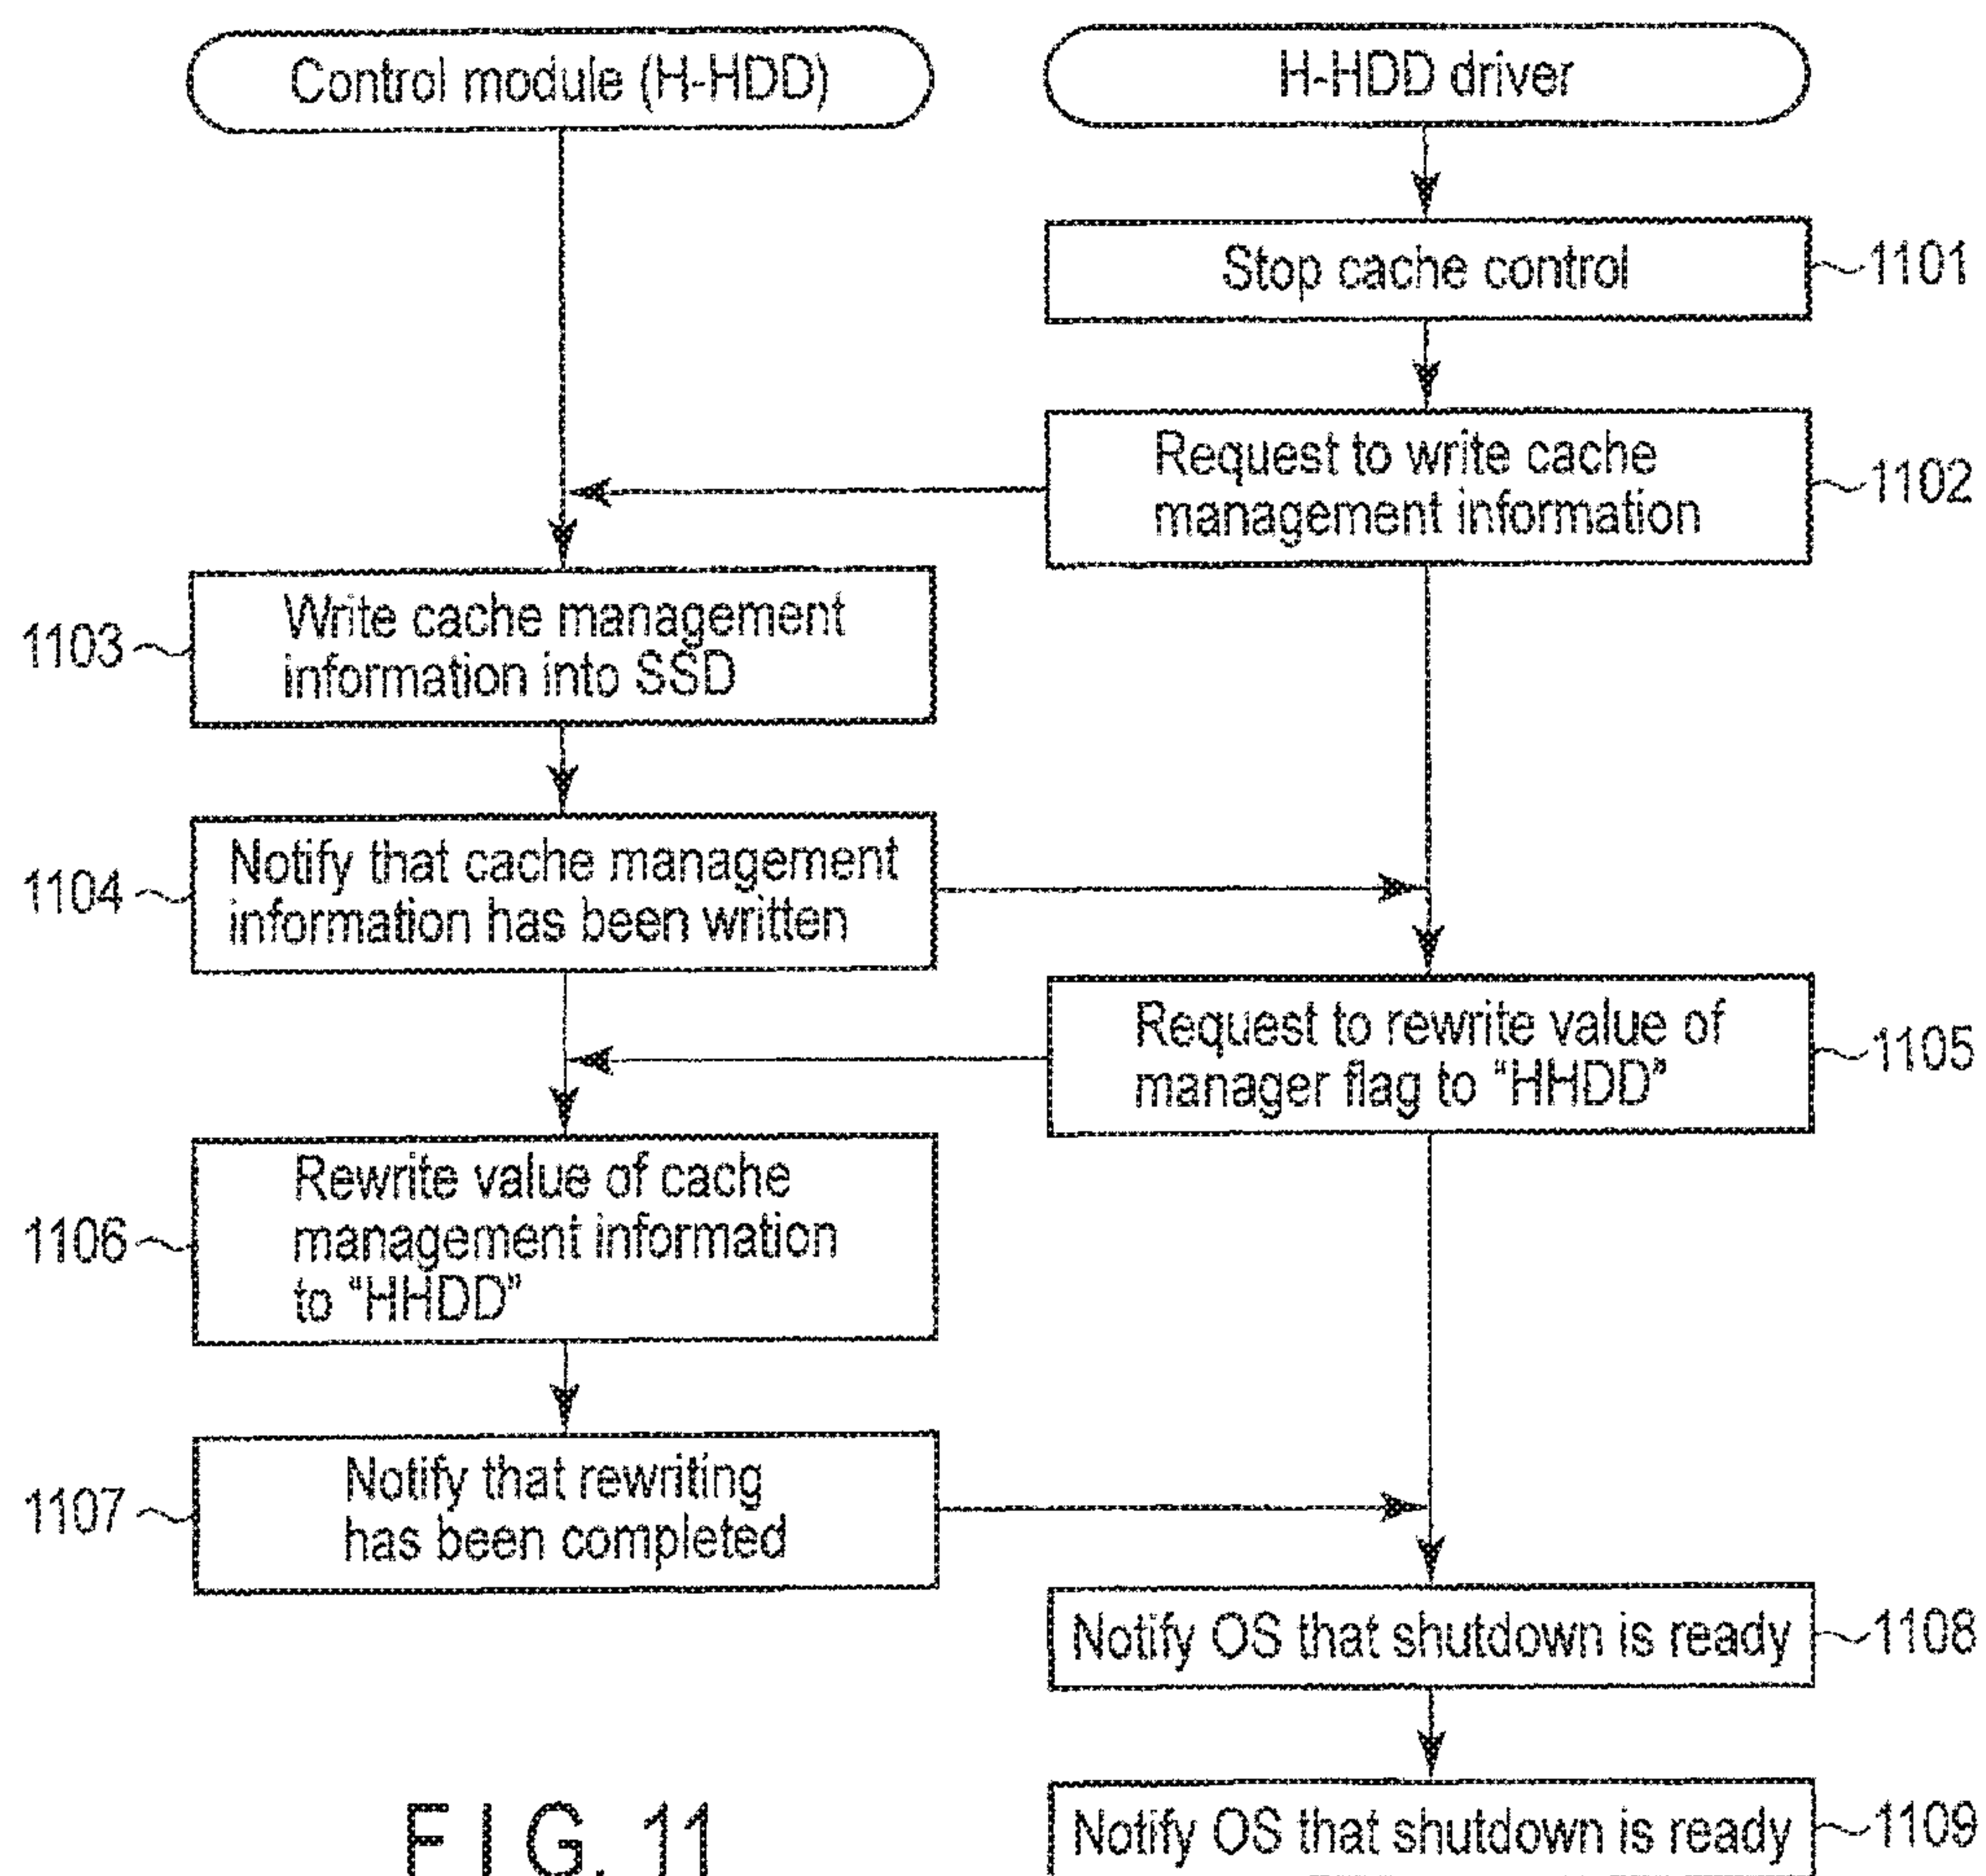 Control module (H-HDD)
H-HDD driver
Stop cache control
1101
Request to write cache
management information
1102
1103
Write cache management
information into SSD
1104
Notify that cache management
information has been written
Request to rewrite value of
manager flag to “HHDD”
1105
1106
Rewrite value of cache
management information
to “HHDD”
1107
Notify that rewriting
has been completed
Notify OS that shutdown is ready
1108
Notify OS that shutdown is ready
1109
FIG. 11